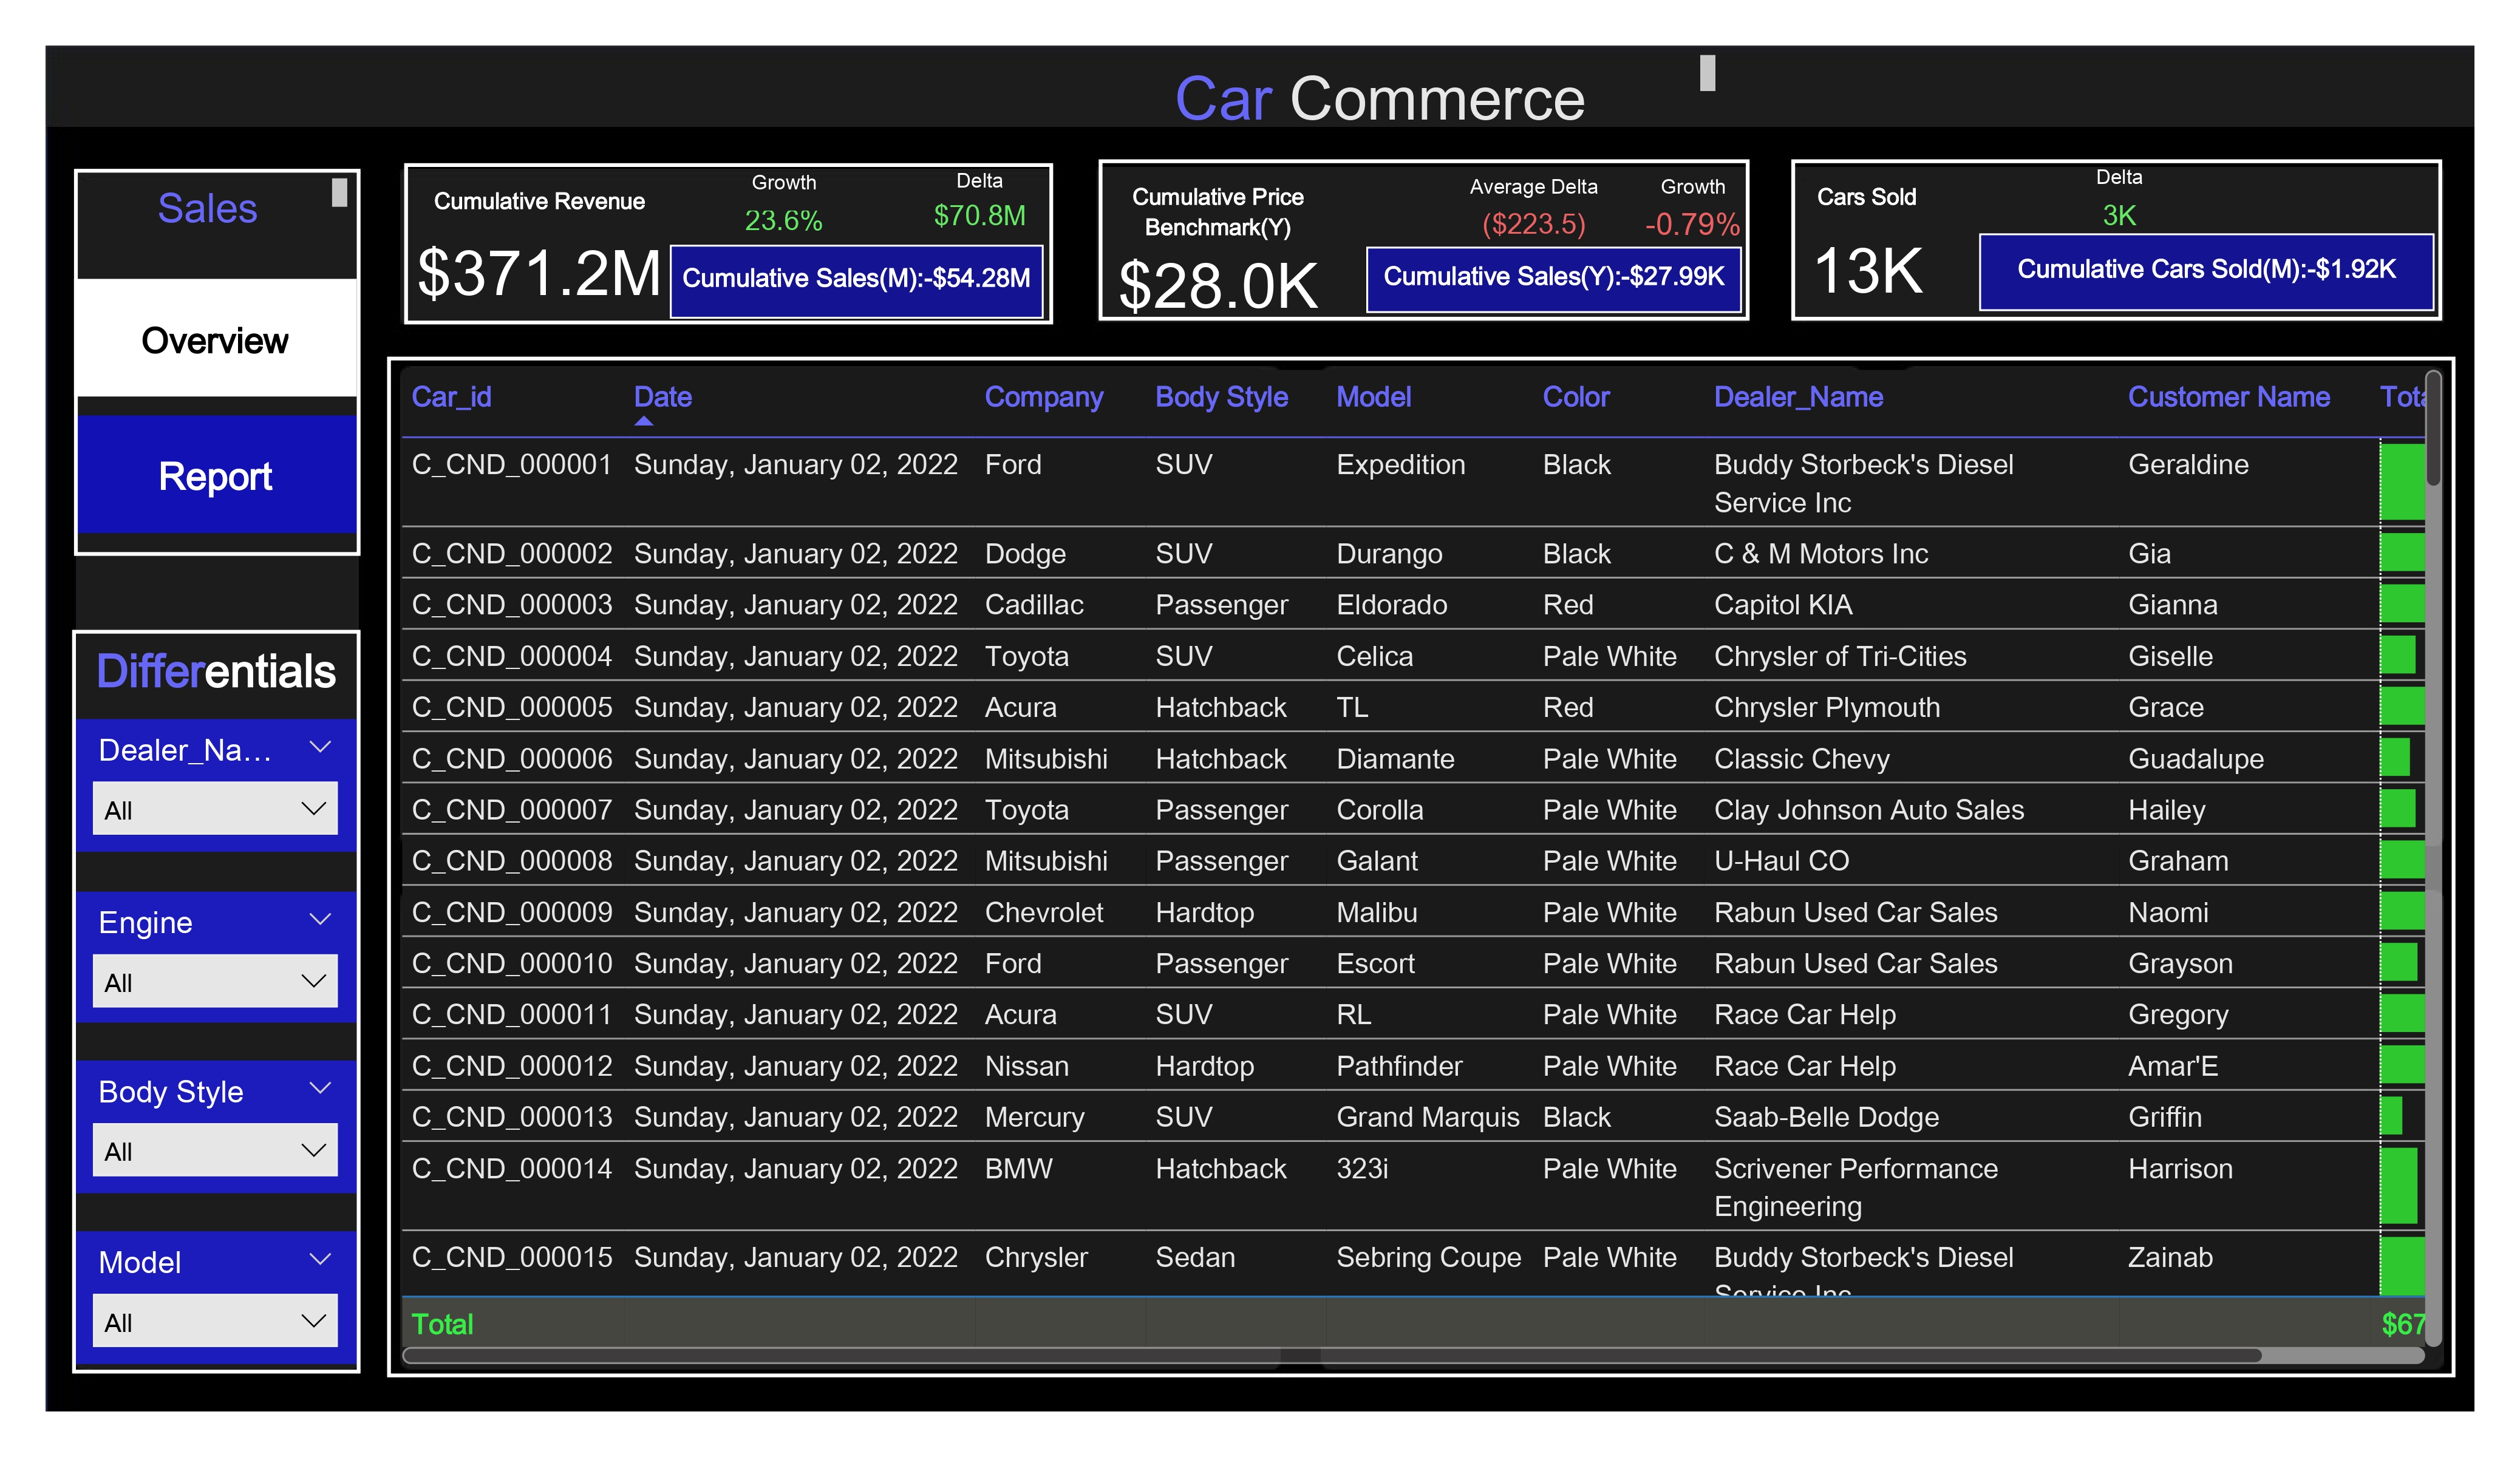 Car Commerce
Sales
Overview
Report
Cumulative Revenue
Growth
23.6%
Delta
$70.8M
$371.2M
Cumulative Sales(M):-$54.28M
Cumulative Price
Benchmark(Y)
Average Delta
($223.5)
Growth
-0.79%
$28.0K
Cumulative Sales(Y):-$27.99K
Cars Sold
Delta
3K
13K
Cumulative Cars Sold(M):-$1.92K
Differentials
Dealer_Na...
All
Engine
All
Body Style
All
Model
All
Car_id Date Company Body Style Model Color Dealer_Name Customer Name
C_CND_000001 Sunday, January 02, 2022 Ford SUV Expedition Black Buddy Storbeck's Diesel Geraldine
Service Inc
C_CND_000002 Sunday, January 02, 2022 Dodge SUV Durango Black C & M Motors Inc Gia
C_CND_000003 Sunday, January 02, 2022 Cadillac Passenger Eldorado Red Capitol KIA Gianna
C_CND_000004 Sunday, January 02, 2022 Toyota SUV Celica Pale White Chrysler of Tri-Cities Giselle
C_CND_000005 Sunday, January 02, 2022 Acura Hatchback TL Red Chrysler Plymouth Grace
C_CND_000006 Sunday, January 02, 2022 Mitsubishi Hatchback Diamante Pale White Classic Chevy Guadalupe
C_CND_000007 Sunday, January 02, 2022 Toyota Passenger Corolla Pale White Clay Johnson Auto Sales Hailey
C_CND_000008 Sunday, January 02, 2022 Mitsubishi Passenger Galant Pale White U-Haul CO Graham
C_CND_000009 Sunday, January 02, 2022 Chevrolet Hardtop Malibu Pale White Rabun Used Car Sales Naomi
C_CND_000010 Sunday, January 02, 2022 Ford Passenger Escort Pale White Rabun Used Car Sales Grayson
C_CND_000011 Sunday, January 02, 2022 Acura SUV RL Pale White Race Car Help Gregory
C_CND_000012 Sunday, January 02, 2022 Nissan Hardtop Pathfinder Pale White Race Car Help Amar'E
C_CND_000013 Sunday, January 02, 2022 Mercury SUV Grand Marquis Black Saab-Belle Dodge Griffin
C_CND_000014 Sunday, January 02, 2022 BMW Hatchback 323i Pale White Scrivener Performance Harrison
Engineering
C_CND_000015 Sunday, January 02, 2022 Chrysler Sedan Sebring Coupe Pale White Buddy Storbeck's Diesel Zainab
Service Inc
Total $67